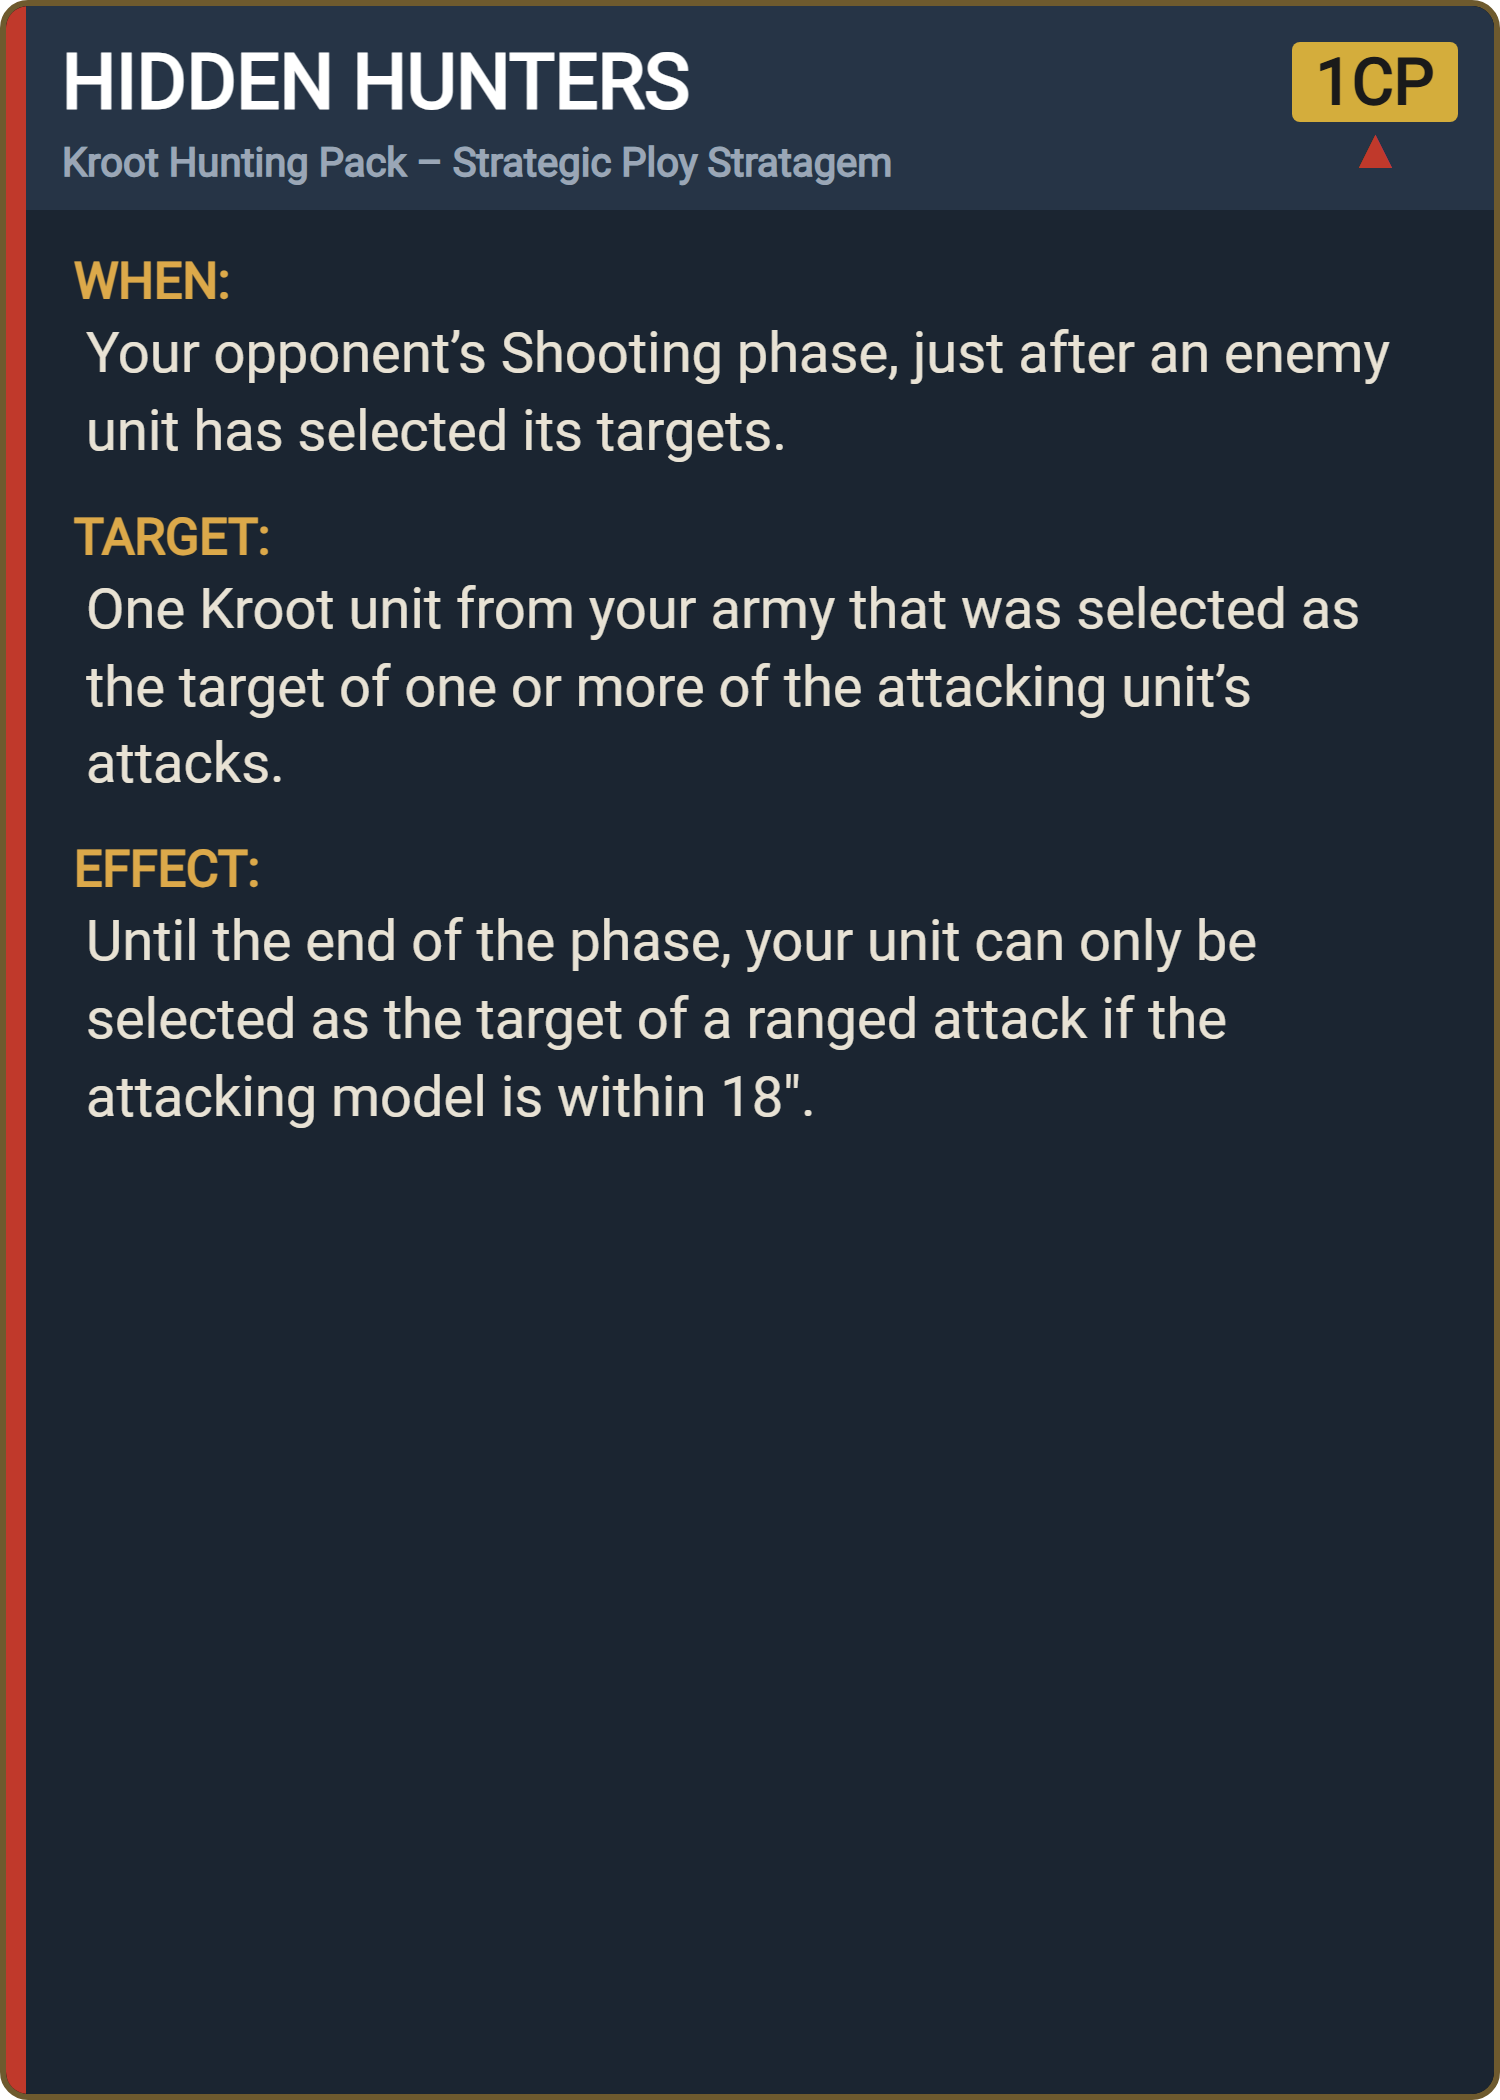 HIDDEN HUNTERS
1CP
Kroot Hunting Pack – Strategic Ploy Stratagem
WHEN:
Your opponent’s Shooting phase, just after an enemy
unit has selected its targets.
TARGET:
One Kroot unit from your army that was selected as
the target of one or more of the attacking unit’s
attacks.
EFFECT:
Until the end of the phase, your unit can only be
selected as the target of a ranged attack if the
attacking model is within 18".